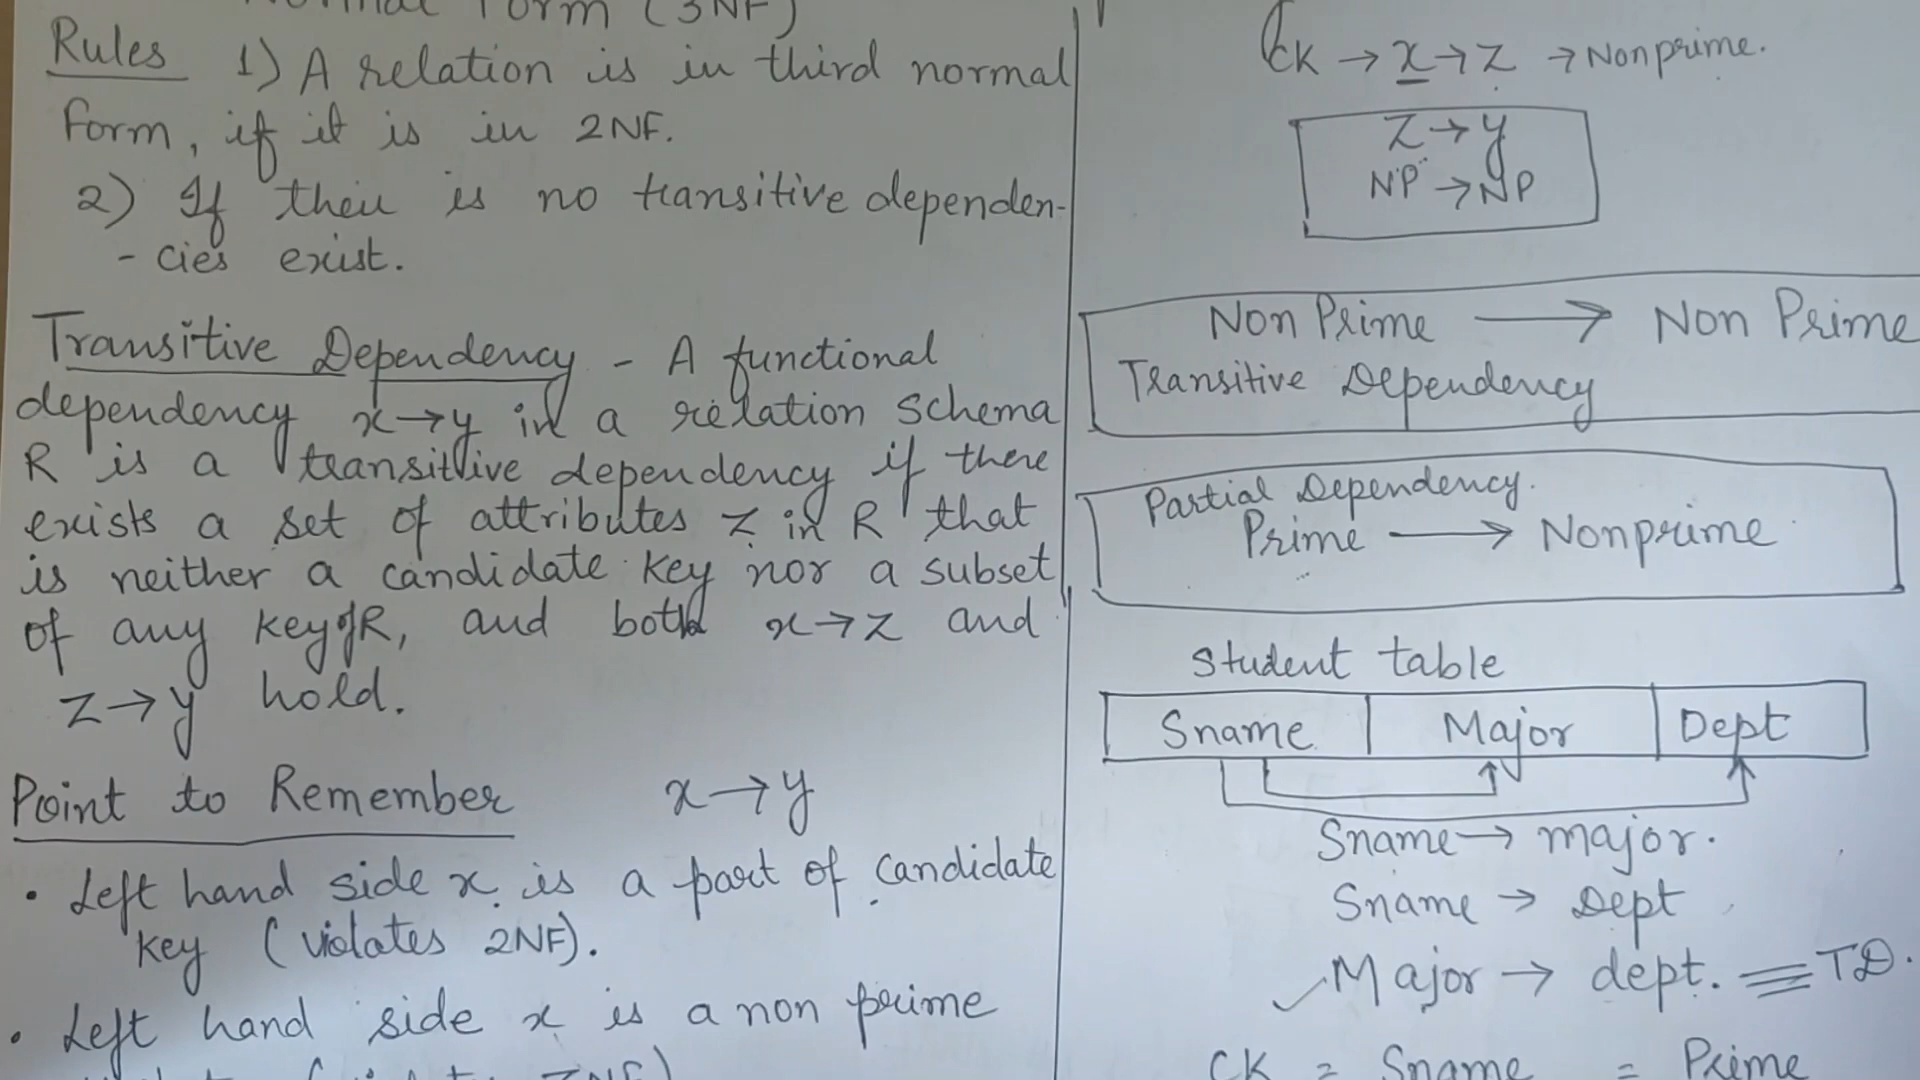 Normal Form (3NF)
Rules 1) A relation is in third normal
form, if it is in 2NF.
2) If their is no transitive dependen-
- cies exist.
Transitive Dependency - A functional
dependency x→y in a relation schema
R is a transitive dependency if there
exists a set of attributes z in R that
is neither a candidate key nor a subset
of any key of R, and both x→z and
z→y hold.
Point to Remember x→y
• Left hand side x is a part of candidate
key (violates 2NF).
• Left hand side x is a non prime
CK → x→z → Nonprime.
z→y
NP → NP
Non Prime → Non Prime
Transitive Dependency
Partial Dependency.
Prime → Nonprime
Student table
Sname Major Dept
Sname → major.
Sname → Dept
✓Major → dept. ≡ TD.
CK = Sname = Prime